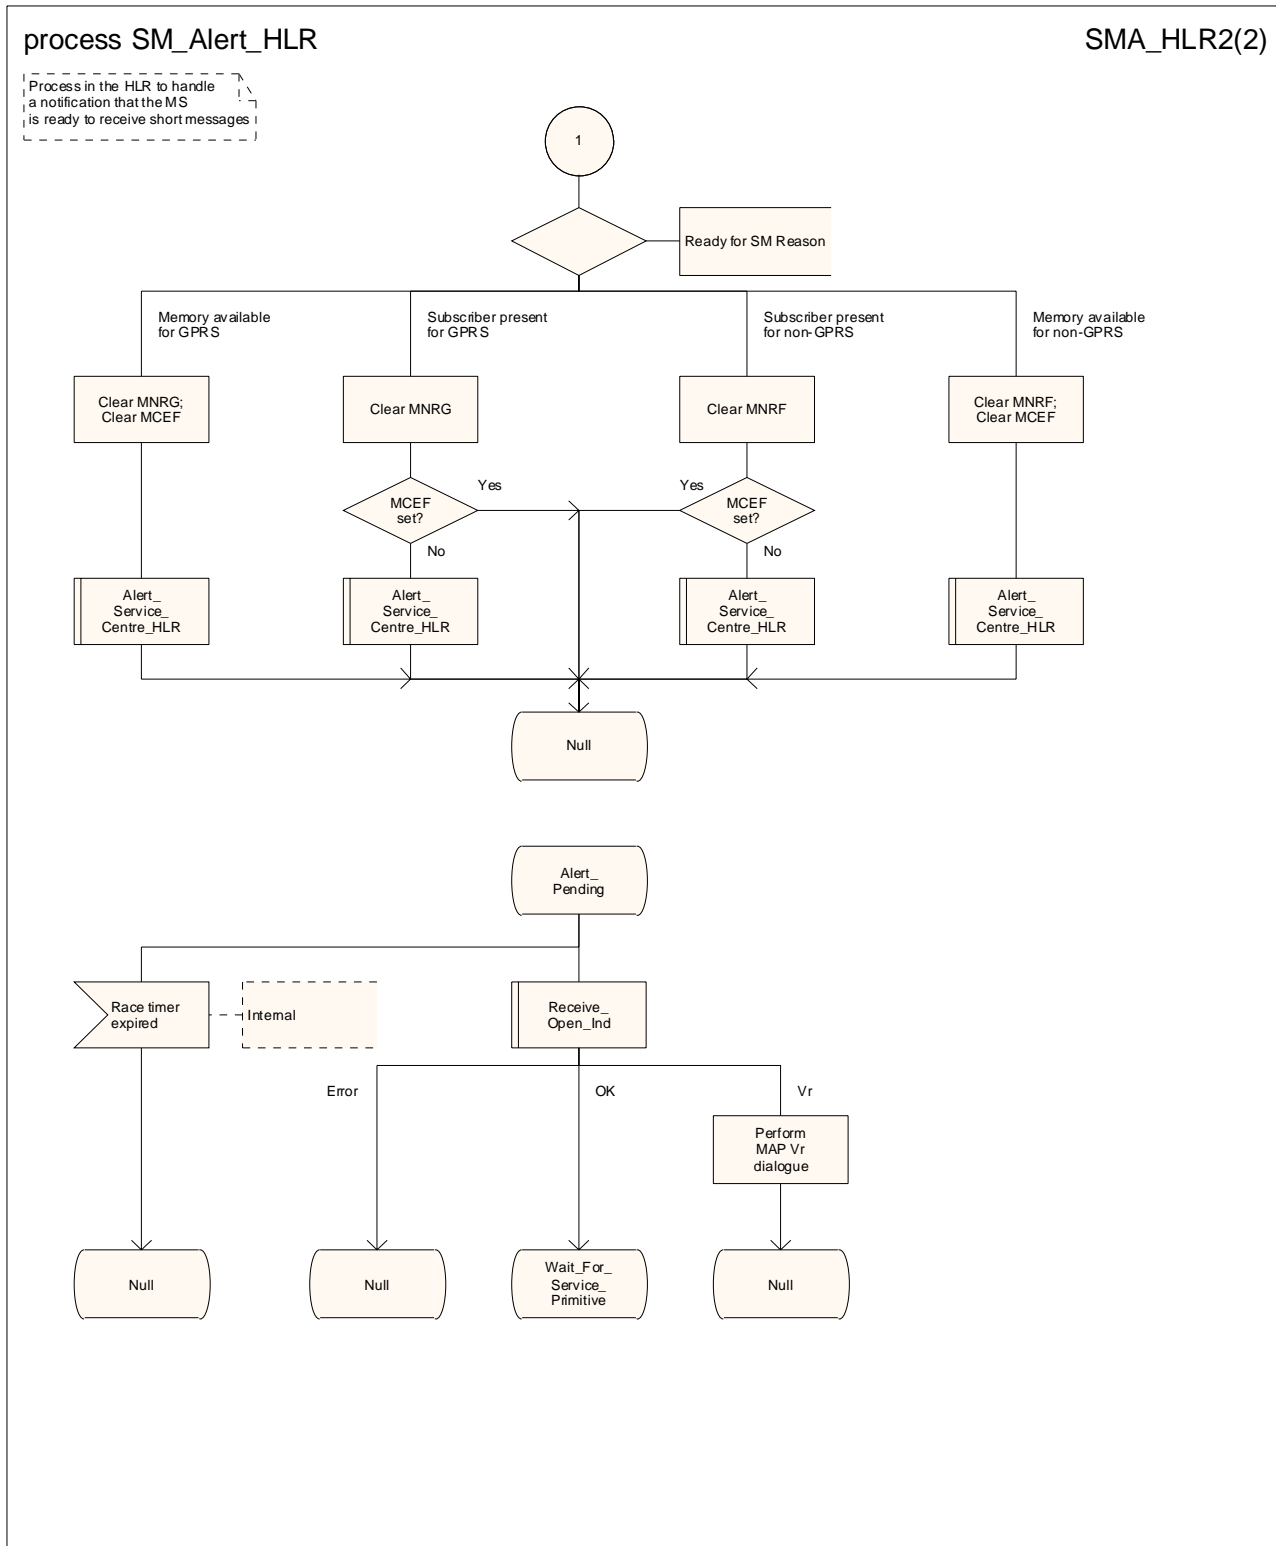 process SM_Alert_HLR
SMA_HLR2(2)
Process in the HLR to handle
a notification that the MS
is ready to receive short messages
1
Ready for SM Reason
Memory available
for GPRS
Subscriber present
for GPRS
Subscriber present
for non-GPRS
Memory available
for non-GPRS
Clear MNRG;
Clear MCEF
Clear MNRG
Clear MNRF
Clear MNRF;
Clear MCEF
Yes
Yes
MCEF
set?
MCEF
set?
No
No
Alert_
Service_
Centre_HLR
Alert_
Service_
Centre_HLR
Alert_
Service_
Centre_HLR
Alert_
Service_
Centre_HLR
Null
Alert_
Pending
Race timer
expired
Internal
Receive_
Open_Ind
Error
OK
Vr
Perform
MAP Vr
dialogue
Null
Null
Wait_For_
Service_
Primitive
Null